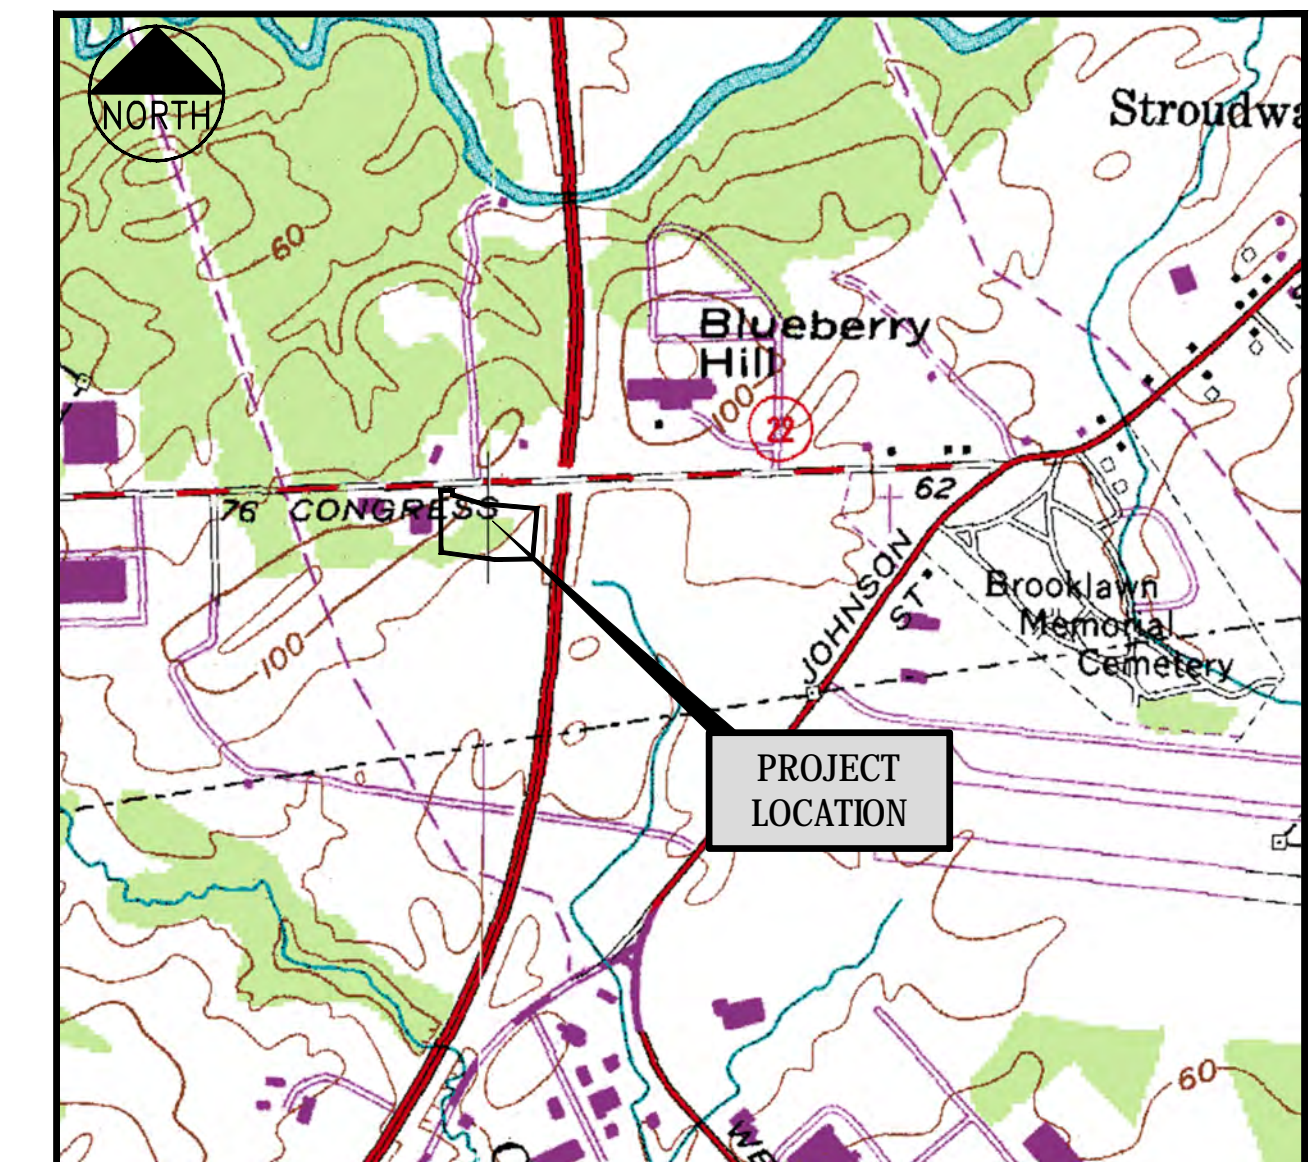 NORTH
Stroudwa
60
Blueberry
Hill
100
22
76 CONGRESS
62
JOHNSON
ST
Brooklawn
Memorial
Cemetery
100
PROJECT
LOCATION
60
WE